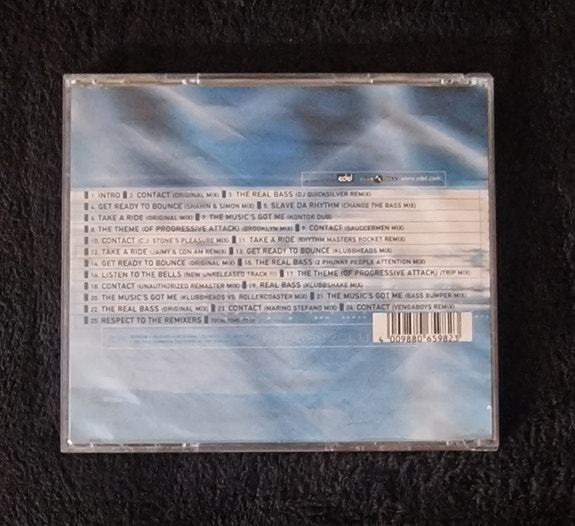 edel www.edel.com
1. INTRO 2. CONTACT (ORIGINAL MIX) 3. THE REAL BASS (DJ QUICKSILVER REMIX)
4. GET READY TO BOUNCE (SHAHIN & SIMON MIX) 5. SLAVE DA RHYTHM (CHANGE THE BASS MIX)
6. TAKE A RIDE (ORIGINAL MIX) 7. THE MUSIC'S GOT ME (KONTOR DUB)
8. THE THEME (OF PROGRESSIVE ATTACK) (BROOKLYN MIX) 9. CONTACT (SAUCCERMEN MIX)
10. CONTACT (C.J. STONE'S PLEASURE MIX) 11. TAKE A RIDE (RHYTHM MASTERS ROCKET REMIX)
12. TAKE A RIDE (JAIMY & CON AM REMIX) 13. GET READY TO BOUNCE (KLUBBHEADS MIX)
14. GET READY TO BOUNCE (ORIGINAL MIX) 15. THE REAL BASS (2 PHUNKY PEOPLE ATTENTION MIX)
16. LISTEN TO THE BELLS (NEW UNRELEASED TRACK !!!) 17. THE THEME (OF PROGRESSIVE ATTACK) (TRIP MIX)
18. CONTACT (UNAUTHORIZED REMASTER MIX) 19. REAL BASS (KLUBBSHAKE MIX)
20. THE MUSIC'S GOT ME (KLUBBHEADS VS. ROLLERCOASTER MIX) 21. THE MUSIC'S GOT ME (BASS BUMPER MIX)
22. THE REAL BASS (ORIGINAL MIX) 23. CONTACT (MARINO STEFANO MIX) 24. CONTACT (VENGABOYS REMIX)
25. RESPECT TO THE REMIXERS TOTAL TIME:
4 009880 659823